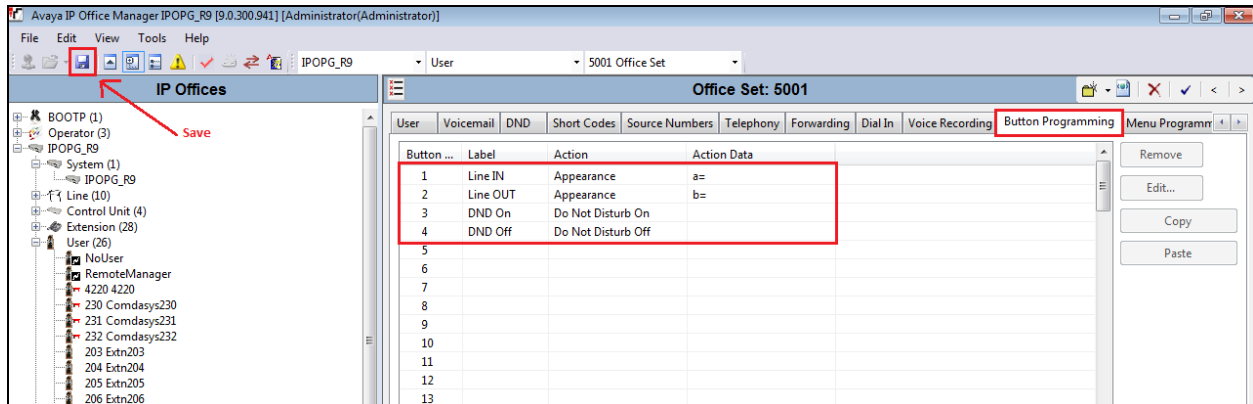 Avaya IP Office Manager IPOPG_R9 [9.0.300.941] [Administrator(Administrator)]
File Edit View Tools Help
IPOPG_R9 User 5001 Office Set
IP Offices
Office Set: 5001
Save
BOOTP (1)
Operator (3)
IPOPG_R9
System (1)
IPOPG_R9
Line (10)
Control Unit (4)
Extension (28)
User (26)
NoUser
RemoteManager
4220 4220
230 Comdasys230
231 Comdasys231
232 Comdasys232
203 Extn203
204 Extn204
205 Extn205
206 Extn206
User Voicemail DND Short Codes Source Numbers Telephony Forwarding Dial In Voice Recording Button Programming Menu Programm
Button ... Label Action Action Data
1 Line IN Appearance a=
2 Line OUT Appearance b=
3 DND On Do Not Disturb On
4 DND Off Do Not Disturb Off
5
6
7
8
9
10
11
12
13
Remove
Edit...
Copy
Paste